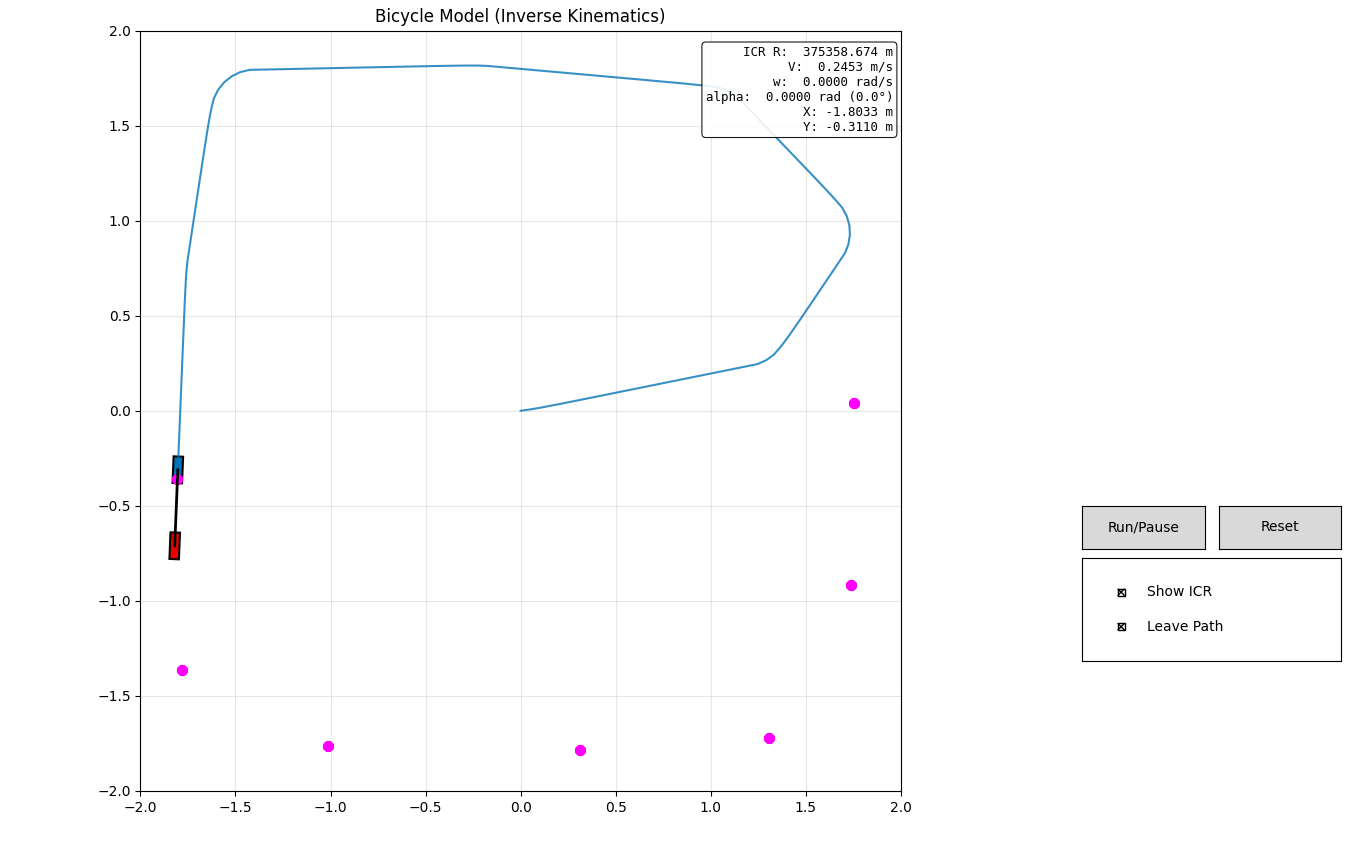 Bicycle Model (Inverse Kinematics)
2.0
1.5
1.0
0.5
0.0
−0.5
−1.0
−1.5
−2.0
−2.0 −1.5 −1.0 −0.5 0.0 0.5 1.0 1.5 2.0
ICR R: 375358.674 m
V: 0.2453 m/s
w: 0.0000 rad/s
alpha: 0.0000 rad (0.0°)
X: -1.8033 m
Y: -0.3110 m
Run/Pause
Reset
Show ICR
Leave Path